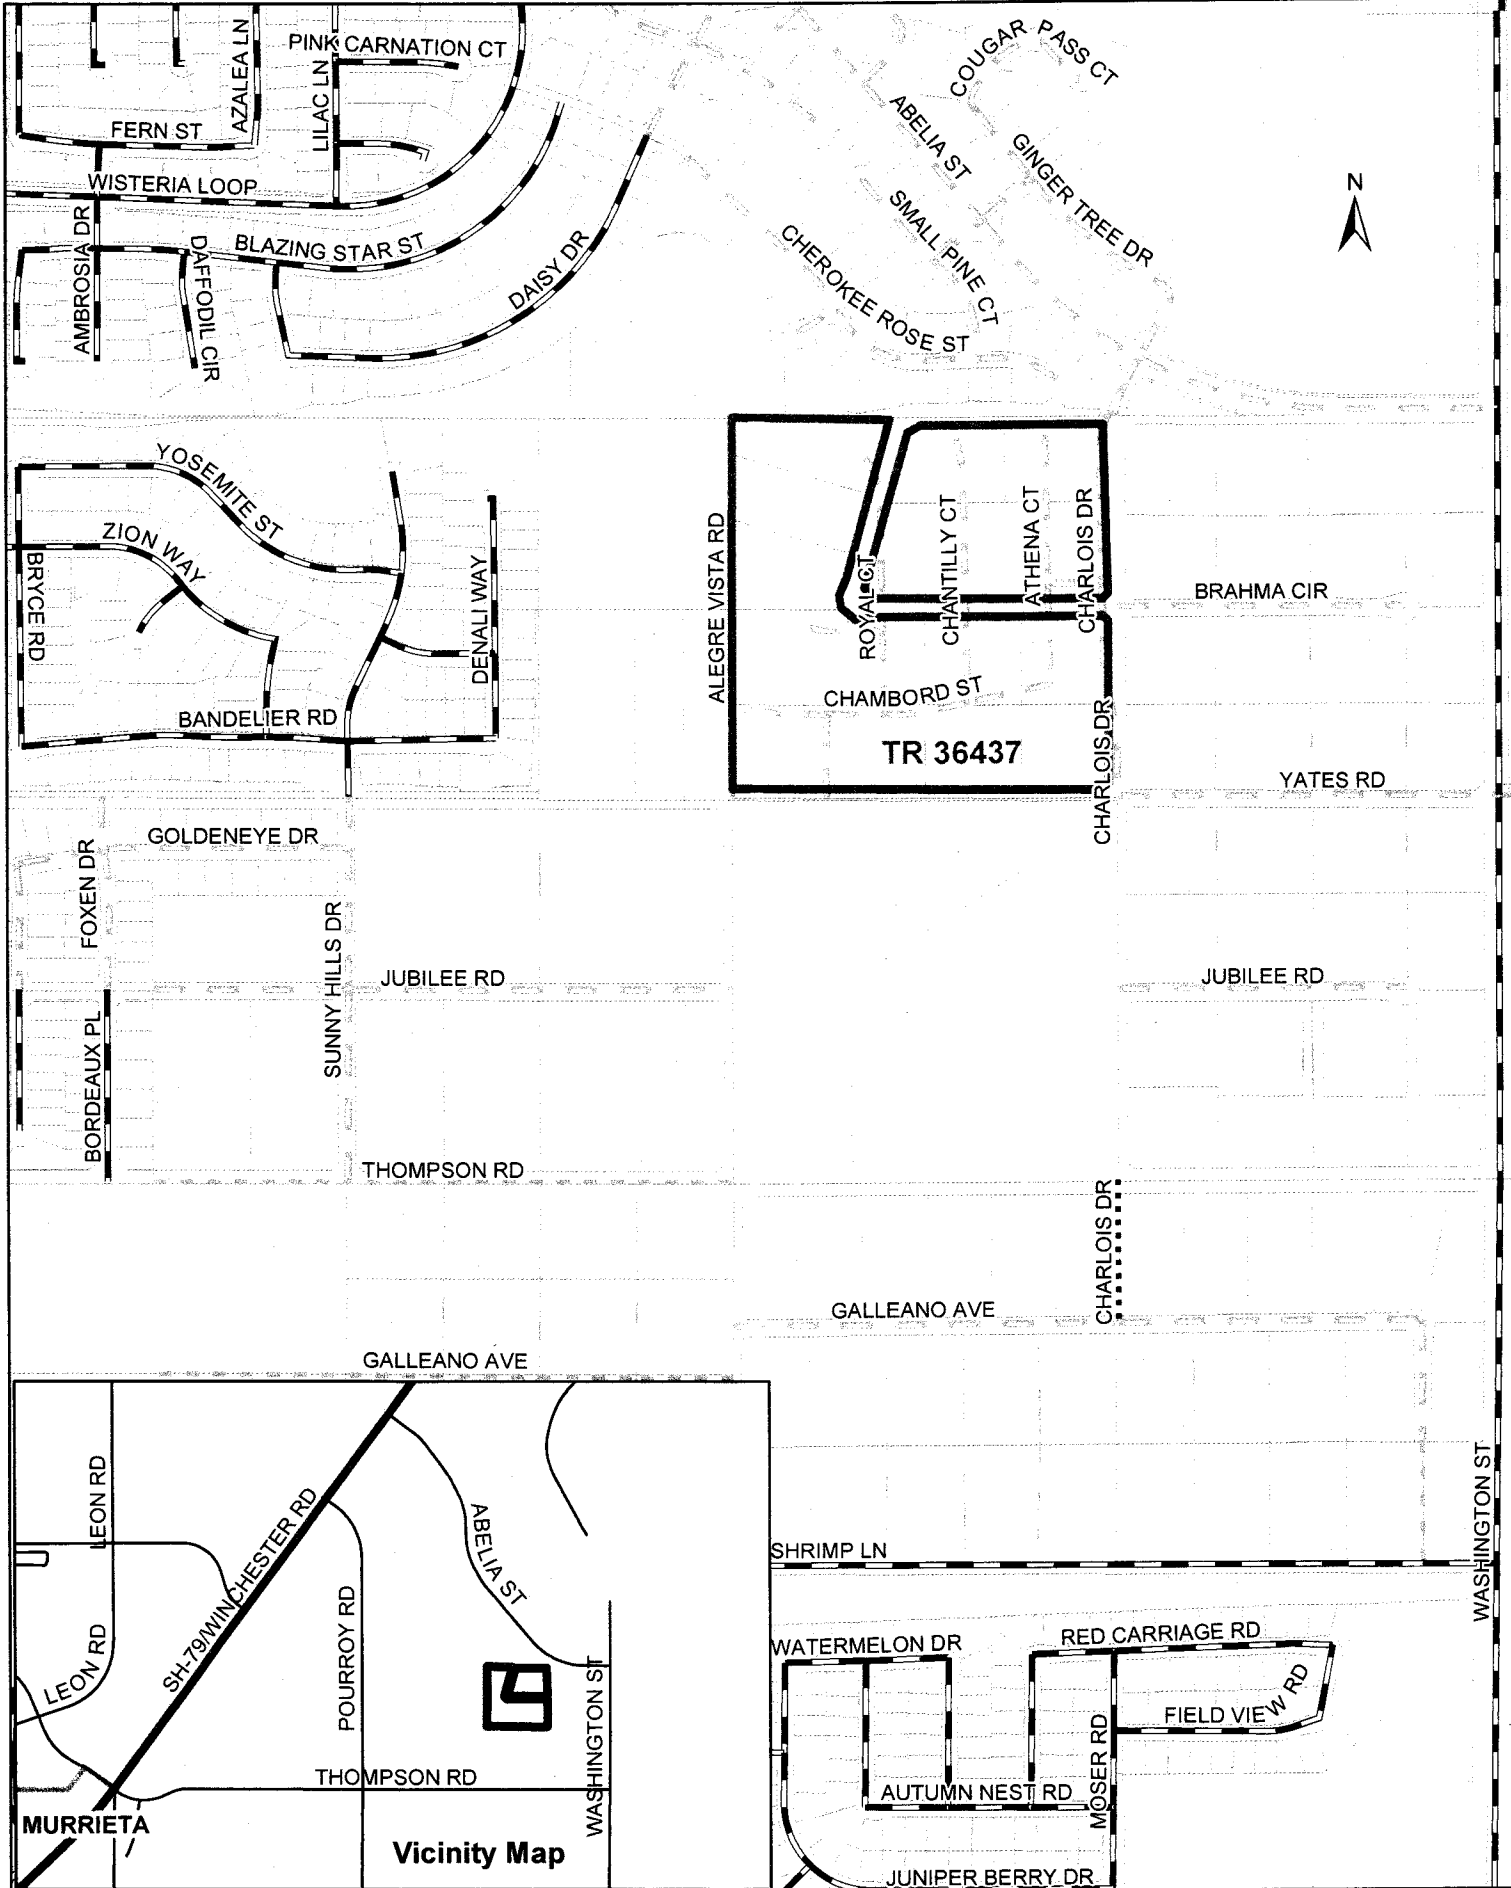 PINK CARNATION CT
AZALEA LN
LILAC LN
FERN ST
WISTERIA LOOP
AMBROSIA DR
DAFFODIL CIR
BLAZING STAR ST
DAISY DR
COUGAR PASS CT
ABELIA ST
GINGER TREE DR
SMALL PINE CT
CHEROKEE ROSE ST
N
YOSEMITE ST
ZION WAY
BRYCE RD
DENALI WAY
BANDELIER RD
ALEGRE VISTA RD
ROYAL CT
CHANTILLY CT
ATHENA CT
CHARLOIS DR
BRAHMA CIR
CHAMBORD ST
TR 36437
CHARLOIS DR
YATES RD
GOLDENEYE DR
FOXEN DR
SUNNY HILLS DR
JUBILEE RD
JUBILEE RD
BORDEAUX PL
THOMPSON RD
CHARLOIS DR
GALLEANO AVE
GALLEANO AVE
LEON RD
LEON RD
SH-79/WINCHESTER RD
ABELIA ST
POURROY RD
THOMPSON RD
WASHINGTON ST
MURRIETA
Vicinity Map
SHRIMP LN
WASHINGTON ST
WATERMELON DR
RED CARRIAGE RD
FIELD VIEW RD
MOSER RD
AUTUMN NEST RD
JUNIPER BERRY DR